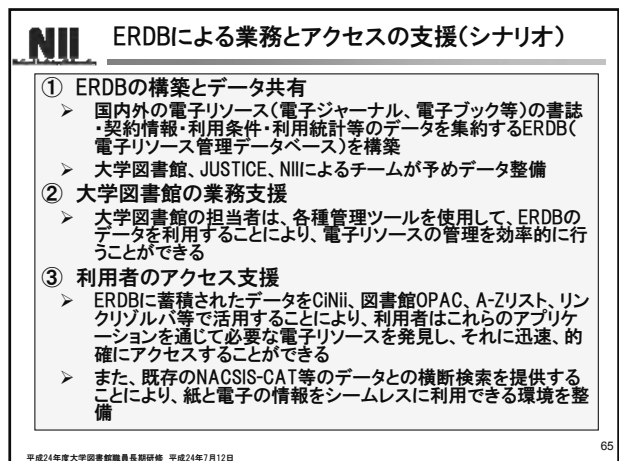 NII
ERDBによる業務とアクセスの支援(シナリオ)
① ERDBの構築とデータ共有
➢ 国内外の電子リソース(電子ジャーナル、電子ブック等)の書誌
・契約情報・利用条件・利用統計等のデータを集約するERDB(
電子リソース管理データベース)を構築
➢ 大学図書館、JUSTICE、NIIによるチームが予めデータ整備
② 大学図書館の業務支援
➢ 大学図書館の担当者は、各種管理ツールを使用して、ERDBの
データを利用することにより、電子リソースの管理を効率的に行
うことができる
③ 利用者のアクセス支援
➢ ERDBに蓄積されたデータをCiNii、図書館OPAC、A-Zリスト、リン
クリゾルバ等で活用することにより、利用者はこれらのアプリケ
ーションを通じて必要な電子リソースを発見し、それに迅速、的
確にアクセスすることができる
➢ また、既存のNACSIS-CAT等のデータとの横断検索を提供する
ことにより、紙と電子の情報をシームレスに利用できる環境を整
備
65
平成24年度大学図書館職員長期研修 平成24年7月12日